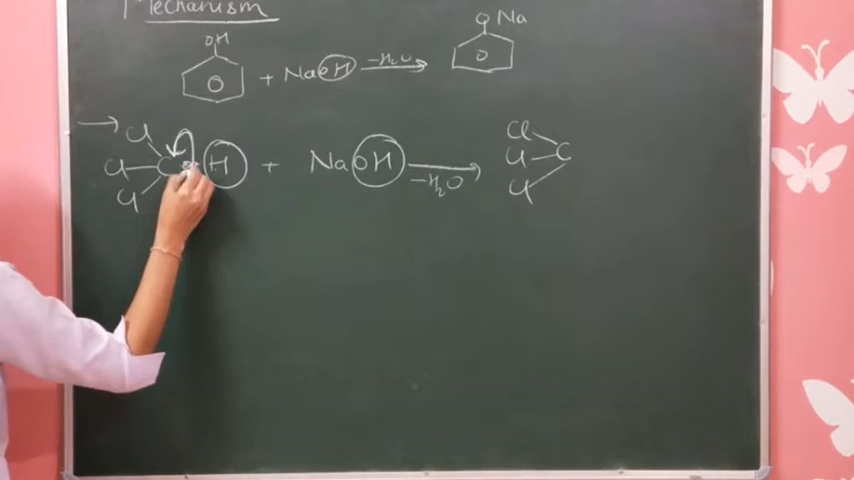 Mechanism
OH
+ NaOH -H₂O →
O Na
→ Cl
Cl C H + NaOH -H₂O →
Cl
Cl
Cl C
Cl